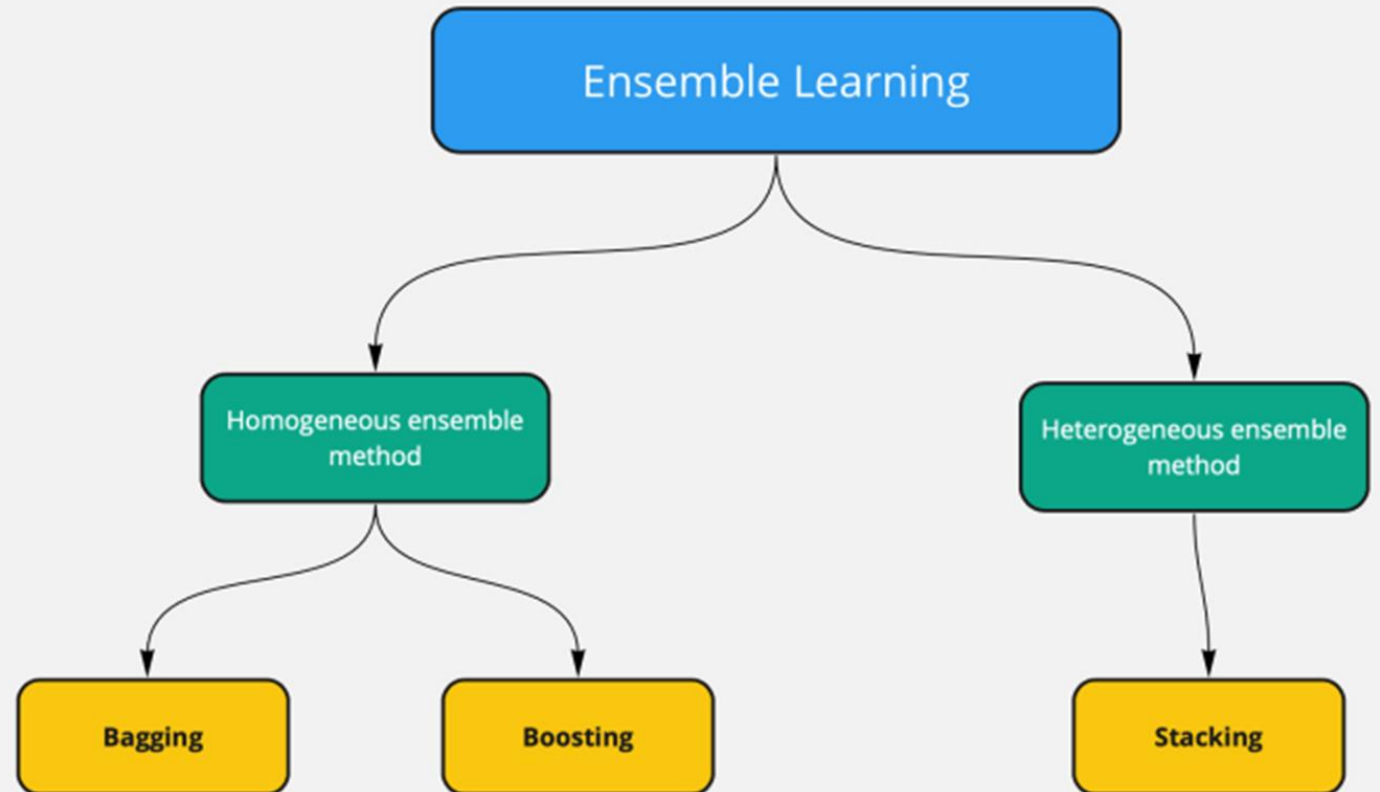 Ensemble Learning
Homogeneous ensemble
method
Heterogeneous ensemble
method
Bagging
Boosting
Stacking